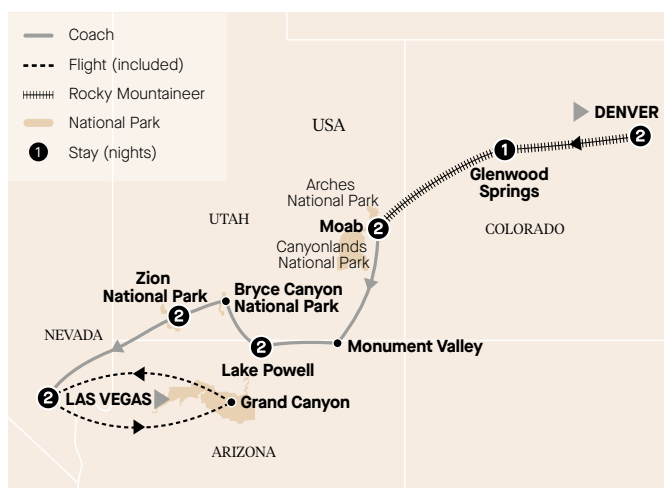 Coach
Flight (included)
Rocky Mountaineer
National Park
1 Stay (nights)
USA
DENVER
2
1
Glenwood
Springs
Arches
National Park
Moab 2
UTAH
COLORADO
Canyonlands
National Park
Zion
National Park
2
Bryce Canyon
National Park
NEVADA
2
Lake Powell
Monument Valley
2 LAS VEGAS
Grand Canyon
ARIZONA